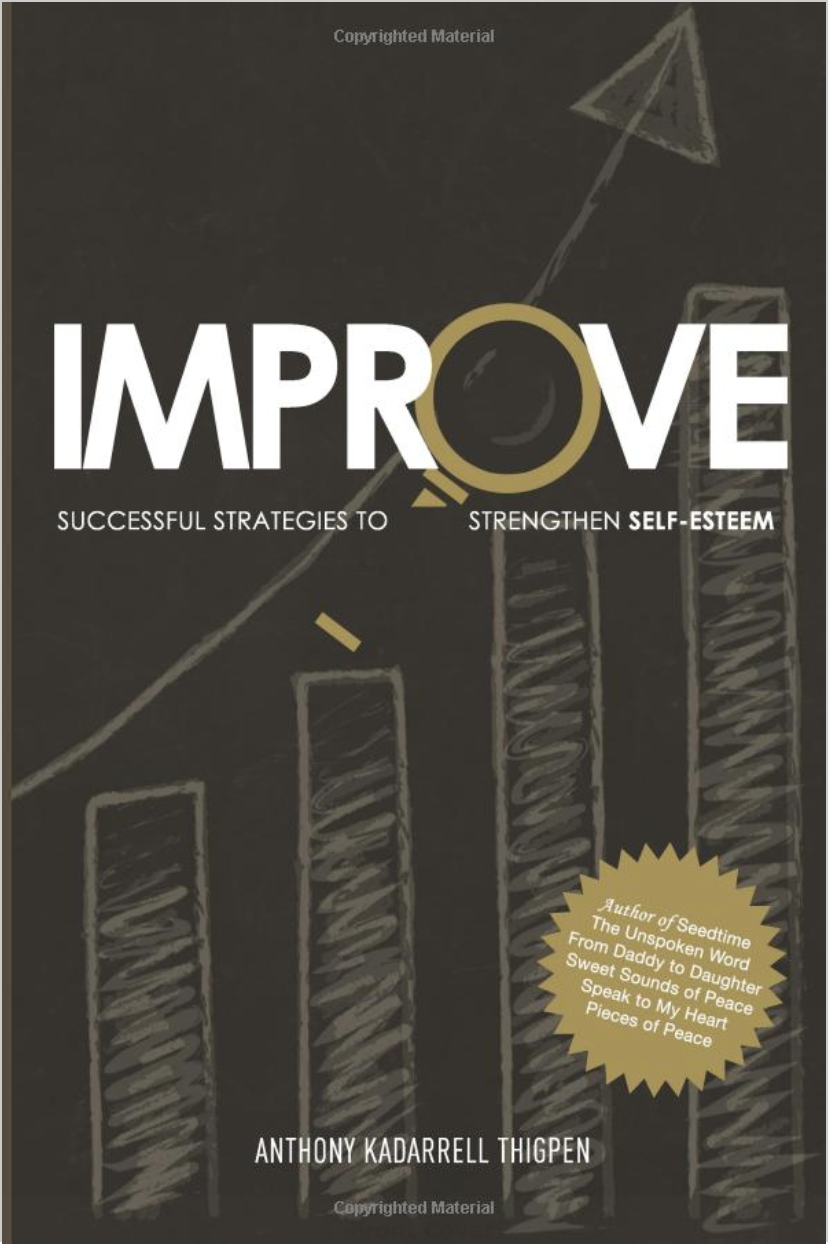 Copyrighted Material
IMPROVE
SUCCESSFUL STRATEGIES TO STRENGTHEN SELF-ESTEEM
Author of Seedtime
The Unspoken Word
From Daddy to Daughter
Sweet Sounds of Peace
Speak to My Heart
Pieces of Peace
ANTHONY KADARRELL THIGPEN
Copyrighted Material